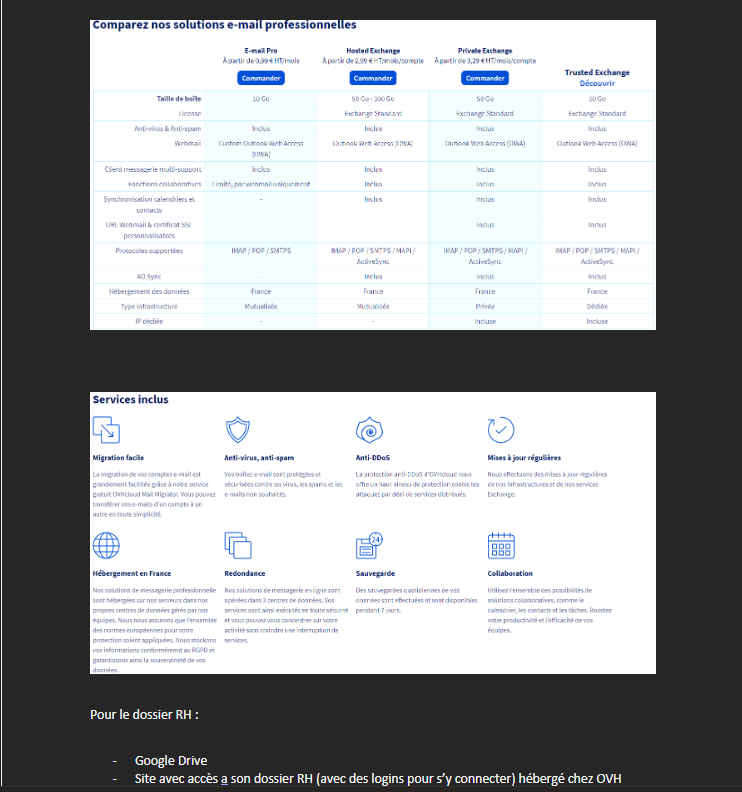 Comparez nos solutions e-mail professionnelles
E-mail Pro Hosted Exchange Private Exchange
À partir de 0,99 € HT/mois À partir de 2,99 € HT/mois/compte À partir de 3,29 € HT/mois/compte
Trusted Exchange
Commander Commander Commander Découvrir
Taille de boîte 10 Go 50 Go - 300 Go 50 Go 50 Go
License - Exchange Standard Exchange Standard Exchange Standard
Anti-virus & Anti-spam Inclus Inclus Inclus Inclus
Webmail Custom Outlook Web Access Outlook Web Access (OWA) Outlook Web Access (OWA) Outlook Web Access (OWA)
(OWA)
Client messagerie multi-support Inclus Inclus Inclus Inclus
Fonctions collaboratives Limité, par webmail uniquement Inclus Inclus Inclus
Synchronisation calendriers et - Inclus Inclus Inclus
contacts
URL Webmail & certificat SSL - - Inclus Inclus
personnalisables
Protocoles supportées IMAP / POP / SMTPS IMAP / POP / SMTPS / MAPI / IMAP / POP / SMTPS / MAPI / IMAP / POP / SMTPS / MAPI /
ActiveSync ActiveSync ActiveSync
AD Sync - Inclus Inclus Inclus
Hébergement des données France France France France
Type infrastructure Mutualisée Mutualisée Privée Dédiée
IP dédiée - - Incluse Incluse
Services inclus
Migration facile
La migration de vos comptes e-mail est
grandement facilitée grâce à notre service
gratuit OVHcloud Mail Migrator. Vous pouvez
transférer vos e-mails d'un compte à un
autre en toute simplicité.
Anti-virus, anti-spam
Vos boîtes e-mail sont protégées et
sécurisées contre les virus, les spams et les
e-mails non souhaités.
Anti-DDoS
La protection anti-DDoS d'OVHcloud vous
offre un haut niveau de protection contre les
attaques par déni de services distribués.
Mises à jour régulières
Nous effectuons des mises à jour régulières
de nos infrastructures et de nos services
Exchange.
24
Hébergement en France
Nos solutions de messagerie professionnelle
sont hébergées sur nos serveurs dans nos
propres centres de données gérés par nos
équipes. Nous nous assurons que l'ensemble
des normes européennes pour votre
protection soient appliquées. Nous stockons
vos informations conformément au RGPD et
garantissons ainsi la souveraineté de vos
données.
Redondance
Nos solutions de messagerie en ligne sont
opérées dans 3 centres de données. Vos
services sont ainsi exécutés en toute sécurité
et vous pouvez vous concentrer sur votre
activité sans craindre une interruption de
services.
Sauvegarde
Des sauvegardes quotidiennes de vos
données sont effectuées et sont disponibles
pendant 7 jours.
Collaboration
Utilisez l'ensemble des possibilités de
solutions collaboratives, comme le
calendrier, les contacts et les tâches. Boostez
votre productivité et l'efficacité de vos
équipes.
Pour le dossier RH :
- Google Drive
- Site avec accès a son dossier RH (avec des logins pour s'y connecter) hébergé chez OVH